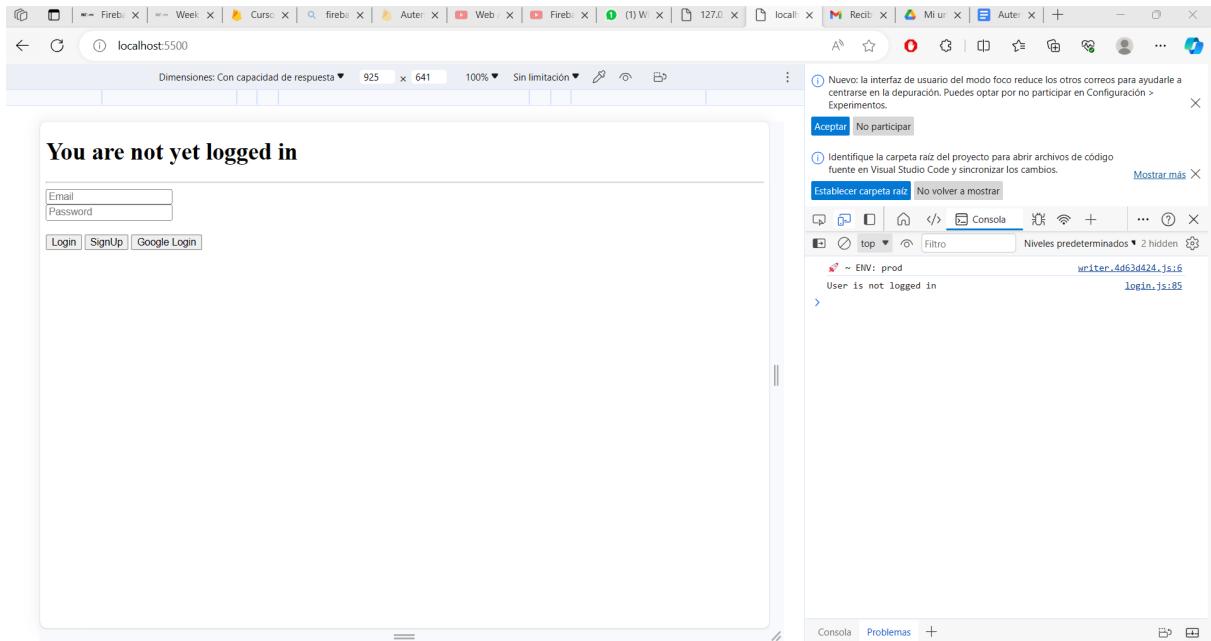 Fireba
Week
Curso
fireba
Auten
Web /
Fireba
(1) W
127.0.
localh
Recib
Mi un
Auten
localhost:5500
Dimensiones: Con capacidad de respuesta ▼ 925 x 641 100% ▼ Sin limitación ▼
You are not yet logged in
Email
Password
Login SignUp Google Login
Nuevo: la interfaz de usuario del modo foco reduce los otros correos para ayudarle a
centrarse en la depuración. Puedes optar por no participar en Configuración >
Experimentos.
Aceptar No participar
Identifique la carpeta raíz del proyecto para abrir archivos de código
fuente en Visual Studio Code y sincronizar los cambios.
Mostrar más
Establecer carpeta raíz No volver a mostrar
Consola
top ▼ Filtro Niveles predeterminados ▼ 2 hidden
🚀 ~ ENV: prod writer.4d63d424.js:6
User is not logged in login.js:85
Consola Problemas